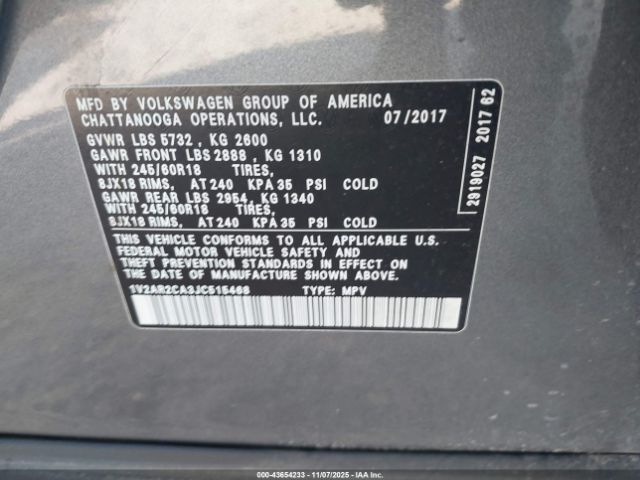 MFD BY VOLKSWAGEN GROUP OF AMERICA
CHATTANOOGA OPERATIONS, LLC. 07/2017
GVWR LBS 5732 , KG 2600
GAWR FRONT LBS 2888 , KG 1310
WITH 245/60R18 TIRES,
8JX18 RIMS, AT 240 KPA 35 PSI COLD
GAWR REAR LBS 2954, KG 1340
WITH 245/60R18 TIRES,
8JX18 RIMS, AT 240 KPA 35 PSI COLD
THIS VEHICLE CONFORMS TO ALL APPLICABLE U.S.
FEDERAL MOTOR VEHICLE SAFETY AND
THEFT PREVENTION STANDARDS IN EFFECT ON
THE DATE OF MANUFACTURE SHOWN ABOVE.
1V2AR2CA3JC515468 TYPE: MPV
2919027 2017 62
000-43654233 - 11/07/2025 - IAA Inc.